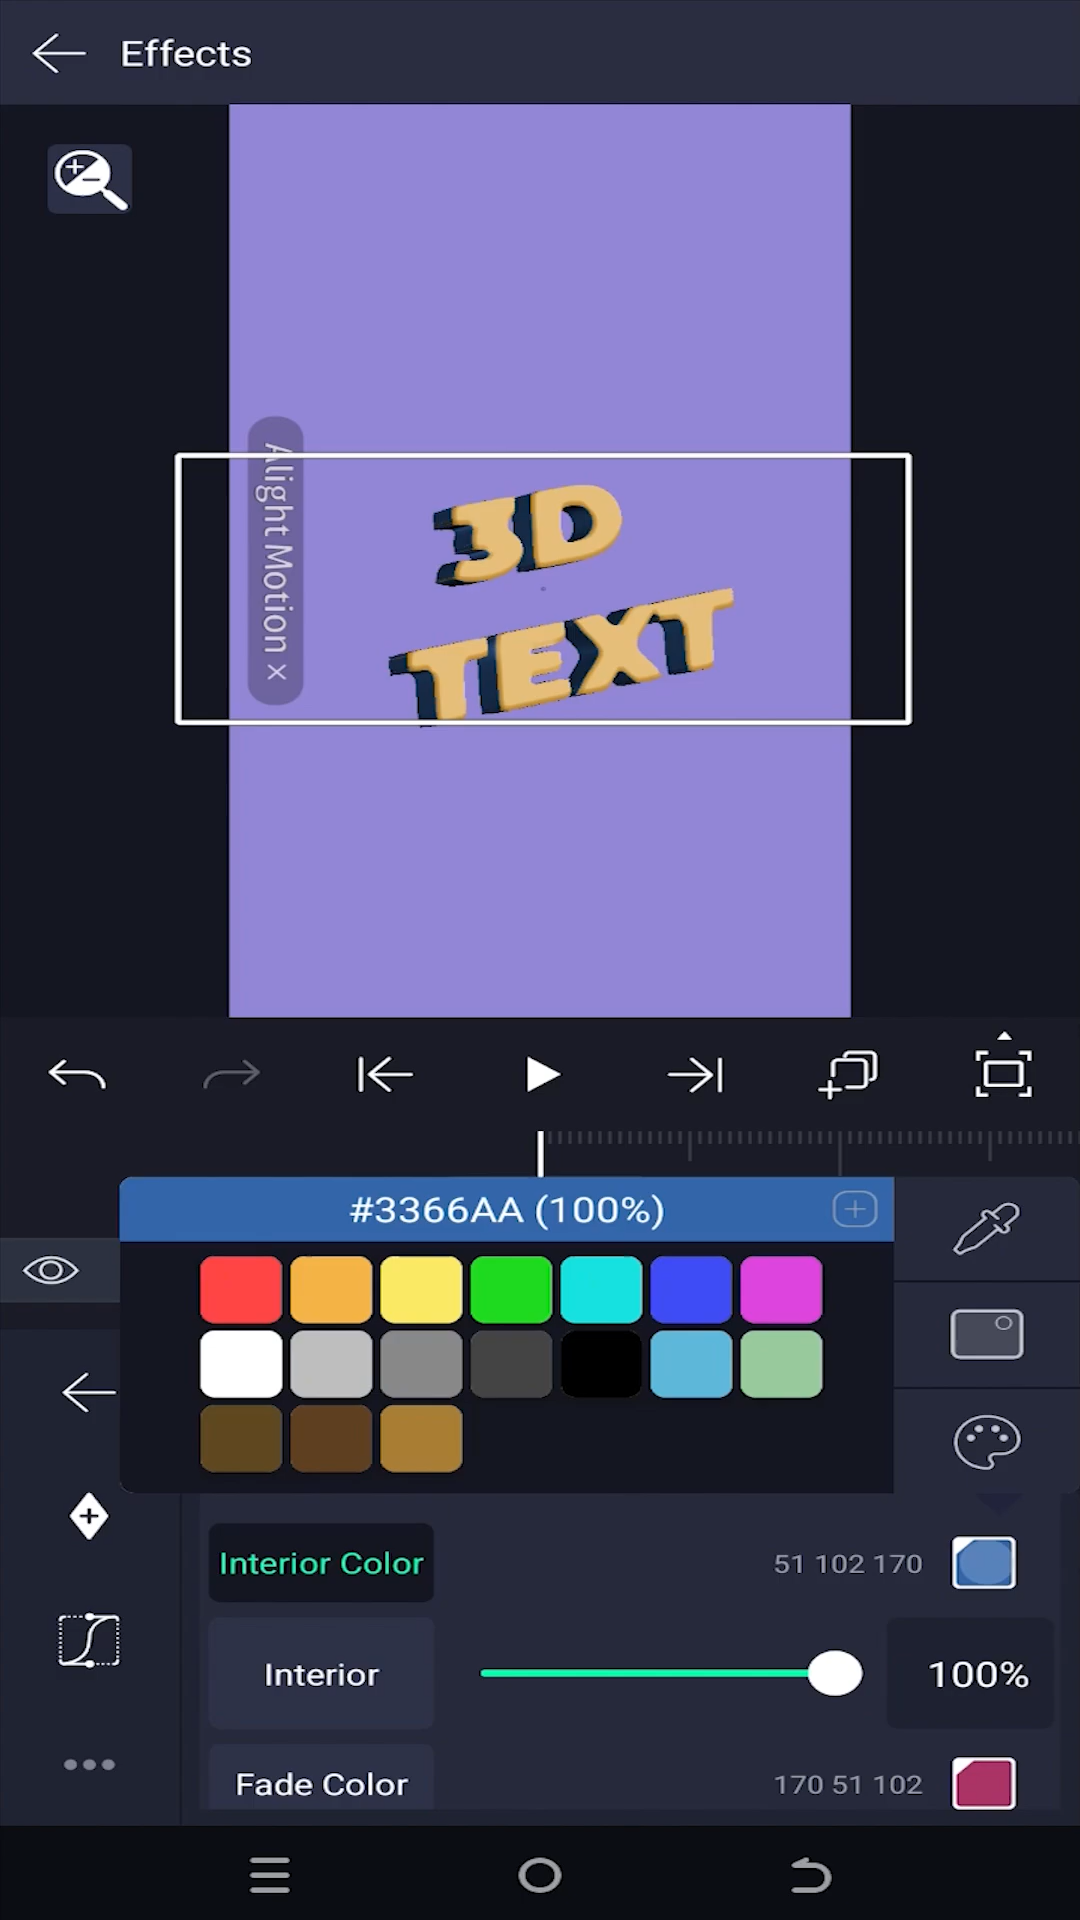 Effects
Alight Motion x
3D
TEXT
#3366AA (100%)
Interior Color
51 102 170
Interior
100%
Fade Color
170 51 102